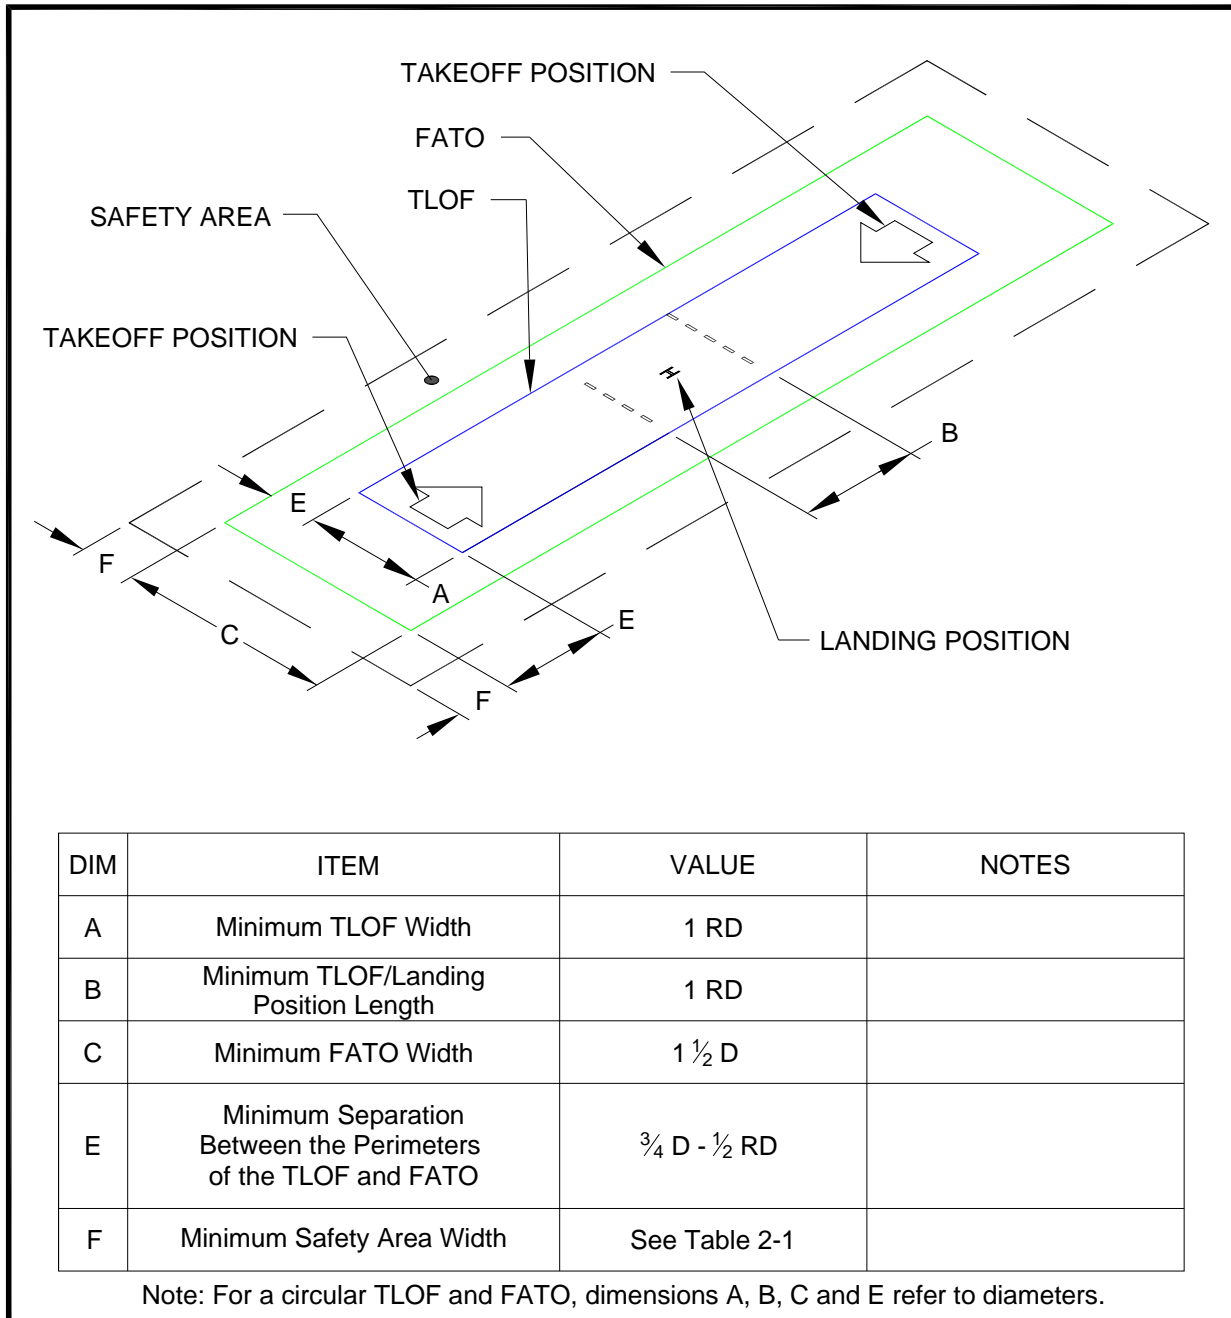 TAKEOFF POSITION
FATO
TLOF
SAFETY AREA
TAKEOFF POSITION
H
B
E
F
A
C
E
LANDING POSITION
F
DIM ITEM VALUE NOTES
A Minimum TLOF Width 1 RD
B Minimum TLOF/Landing
Position Length 1 RD
C Minimum FATO Width 1 ½ D
E Minimum Separation
Between the Perimeters
of the TLOF and FATO ¾ D - ½ RD
F Minimum Safety Area Width See Table 2-1
Note: For a circular TLOF and FATO, dimensions A, B, C and E refer to diameters.